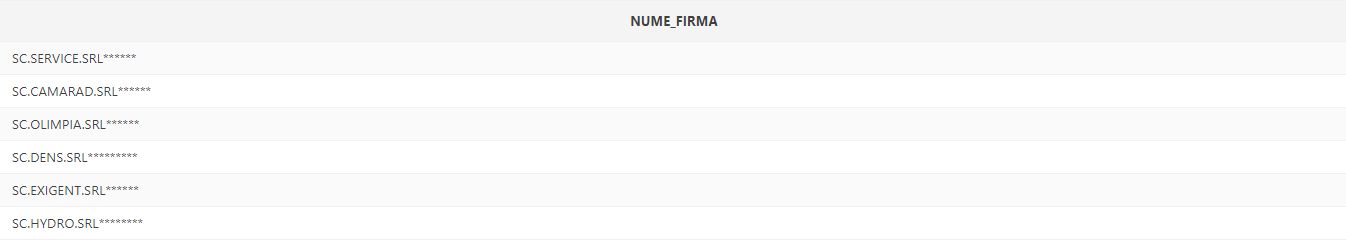 NUME_FIRMA
SC.SERVICE.SRL******
SC.CAMARAD.SRL******
SC.OLIMPIA.SRL******
SC.DENS.SRL*********
SC.EXIGENT.SRL******
SC.HYDRO.SRL********